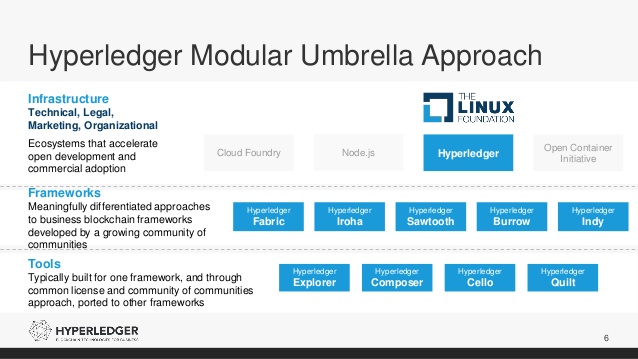 Hyperledger Modular Umbrella Approach
Infrastructure
Technical, Legal,
Marketing, Organizational
Ecosystems that accelerate
open development and
commercial adoption
THE
LINUX
FOUNDATION
Cloud Foundry
Node.js
Hyperledger
Open Container
Initiative
Frameworks
Meaningfully differentiated approaches
to business blockchain frameworks
developed by a growing community of
communities
Hyperledger
Fabric
Hyperledger
Iroha
Hyperledger
Sawtooth
Hyperledger
Burrow
Hyperledger
Indy
Tools
Typically built for one framework, and through
common license and community of communities
approach, ported to other frameworks
Hyperledger
Explorer
Hyperledger
Composer
Hyperledger
Cello
Hyperledger
Quilt
HYPERLEDGER
BLOCKCHAIN TECHNOLOGIES FOR BUSINESS
6